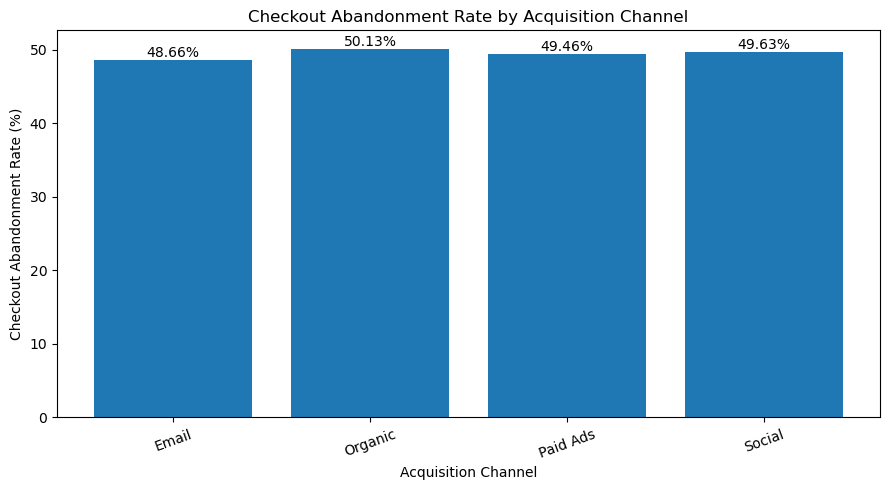 Checkout Abandonment Rate by Acquisition Channel
Checkout Abandonment Rate (%)
50
40
30
20
10
0
48.66%
50.13%
49.46%
49.63%
Email
Organic
Paid Ads
Social
Acquisition Channel